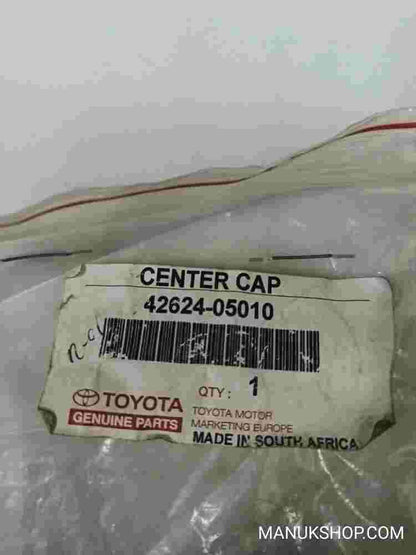 CENTER CAP
42624-05010
QTY: 1
TOYOTA
GENUINE PARTS
TOYOTA MOTOR
MARKETING EUROPE
MADE IN SOUTH AFRICA
MANUKSHOP.COM